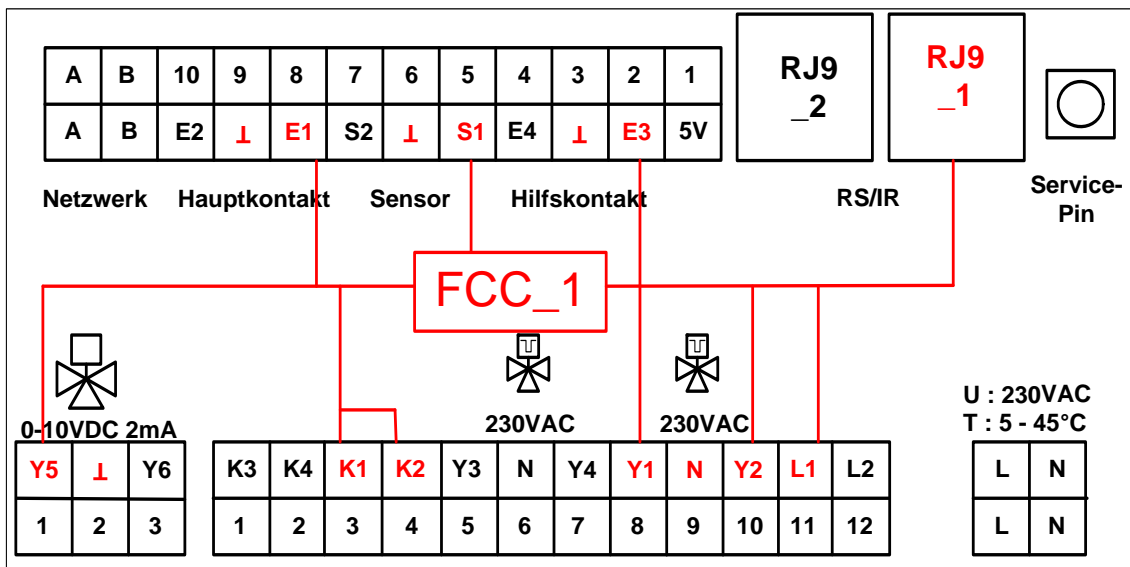 A B 10 9 8 7 6 5 4 3 2 1
A B E2 ⊥ E1 S2 ⊥ S1 E4 ⊥ E3 5V
RJ9
_2
RJ9
_1
Netzwerk Hauptkontakt Sensor Hilfskontakt RS/IR Service-
Pin
FCC_1
0-10VDC 2mA 230VAC 230VAC
U : 230VAC
T : 5 - 45°C
Y5 ⊥ Y6 K3 K4 K1 K2 Y3 N Y4 Y1 N Y2 L1 L2 L N
1 2 3 1 2 3 4 5 6 7 8 9 10 11 12 L N